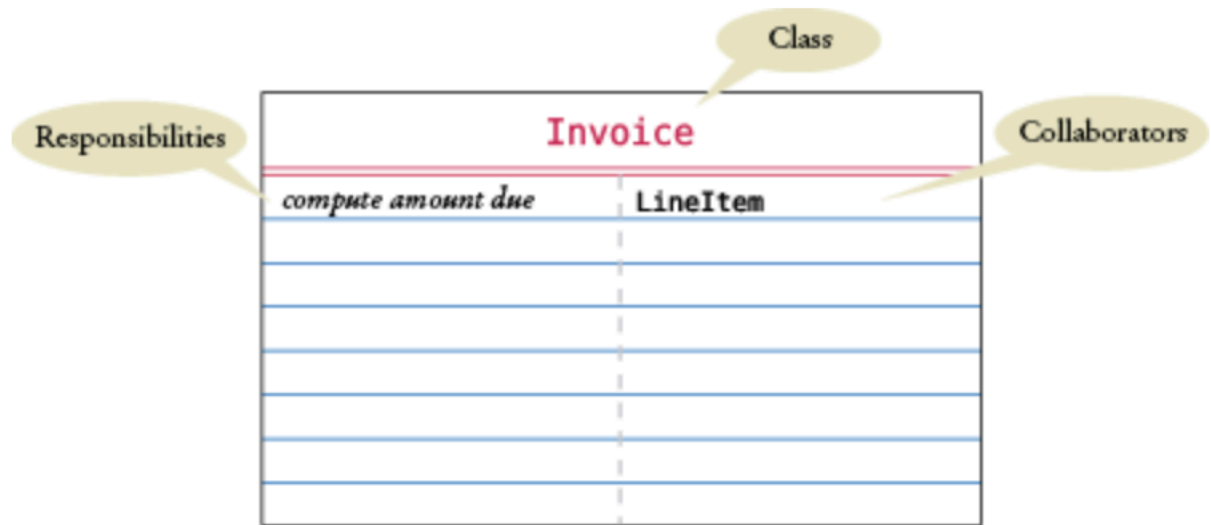 Class
Invoice
Responsibilities
Collaborators
compute amount due
LineItem